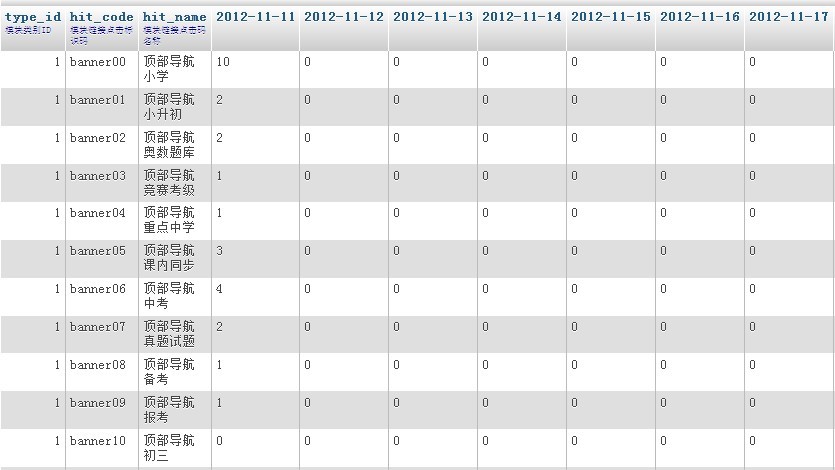 type_id hit_code hit_name 2012-11-11 2012-11-12 2012-11-13 2012-11-14 2012-11-15 2012-11-16 2012-11-17
模块类别ID 模块链接点击标 模块链接点击码
识码 名称
1 banner00 顶部导航 10 0 0 0 0 0 0
小学
1 banner01 顶部导航 2 0 0 0 0 0 0
小升初
1 banner02 顶部导航 2 0 0 0 0 0 0
奥数题库
1 banner03 顶部导航 1 0 0 0 0 0 0
竞赛考级
1 banner04 顶部导航 1 0 0 0 0 0 0
重点中学
1 banner05 顶部导航 3 0 0 0 0 0 0
课内同步
1 banner06 顶部导航 4 0 0 0 0 0 0
中考
1 banner07 顶部导航 2 0 0 0 0 0 0
真题试题
1 banner08 顶部导航 1 0 0 0 0 0 0
备考
1 banner09 顶部导航 1 0 0 0 0 0 0
报考
1 banner10 顶部导航 0 0 0 0 0 0 0
初三